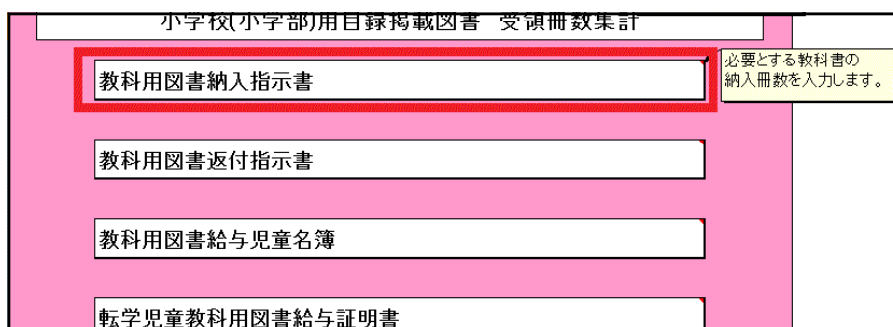 小学校(小学部)用目録掲載図書 受領冊数集計
教科用図書納入指示書
必要とする教科書の
納入冊数を入力します。
教科用図書返付指示書
教科用図書給与児童名簿
転学児童教科用図書給与証明書